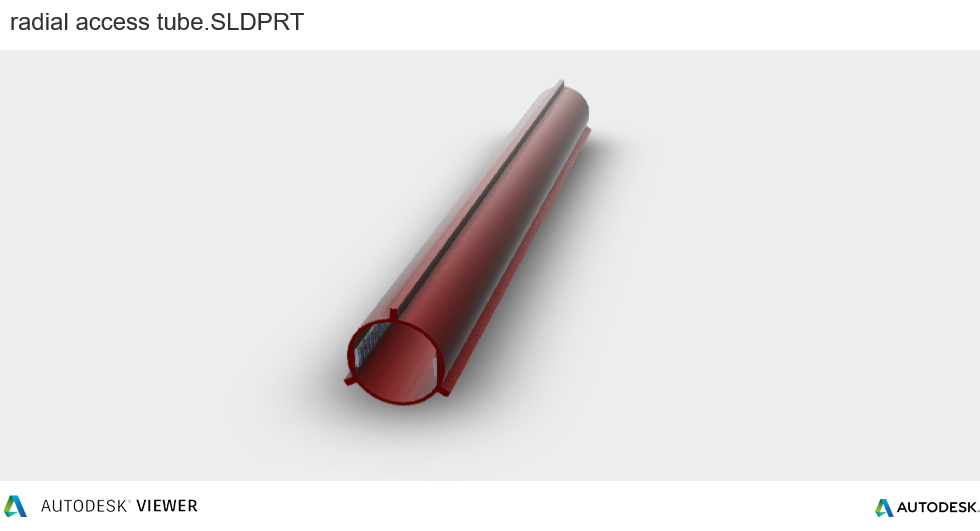 radial access tube.SLDPRT
AUTODESK® VIEWER
AUTODESK